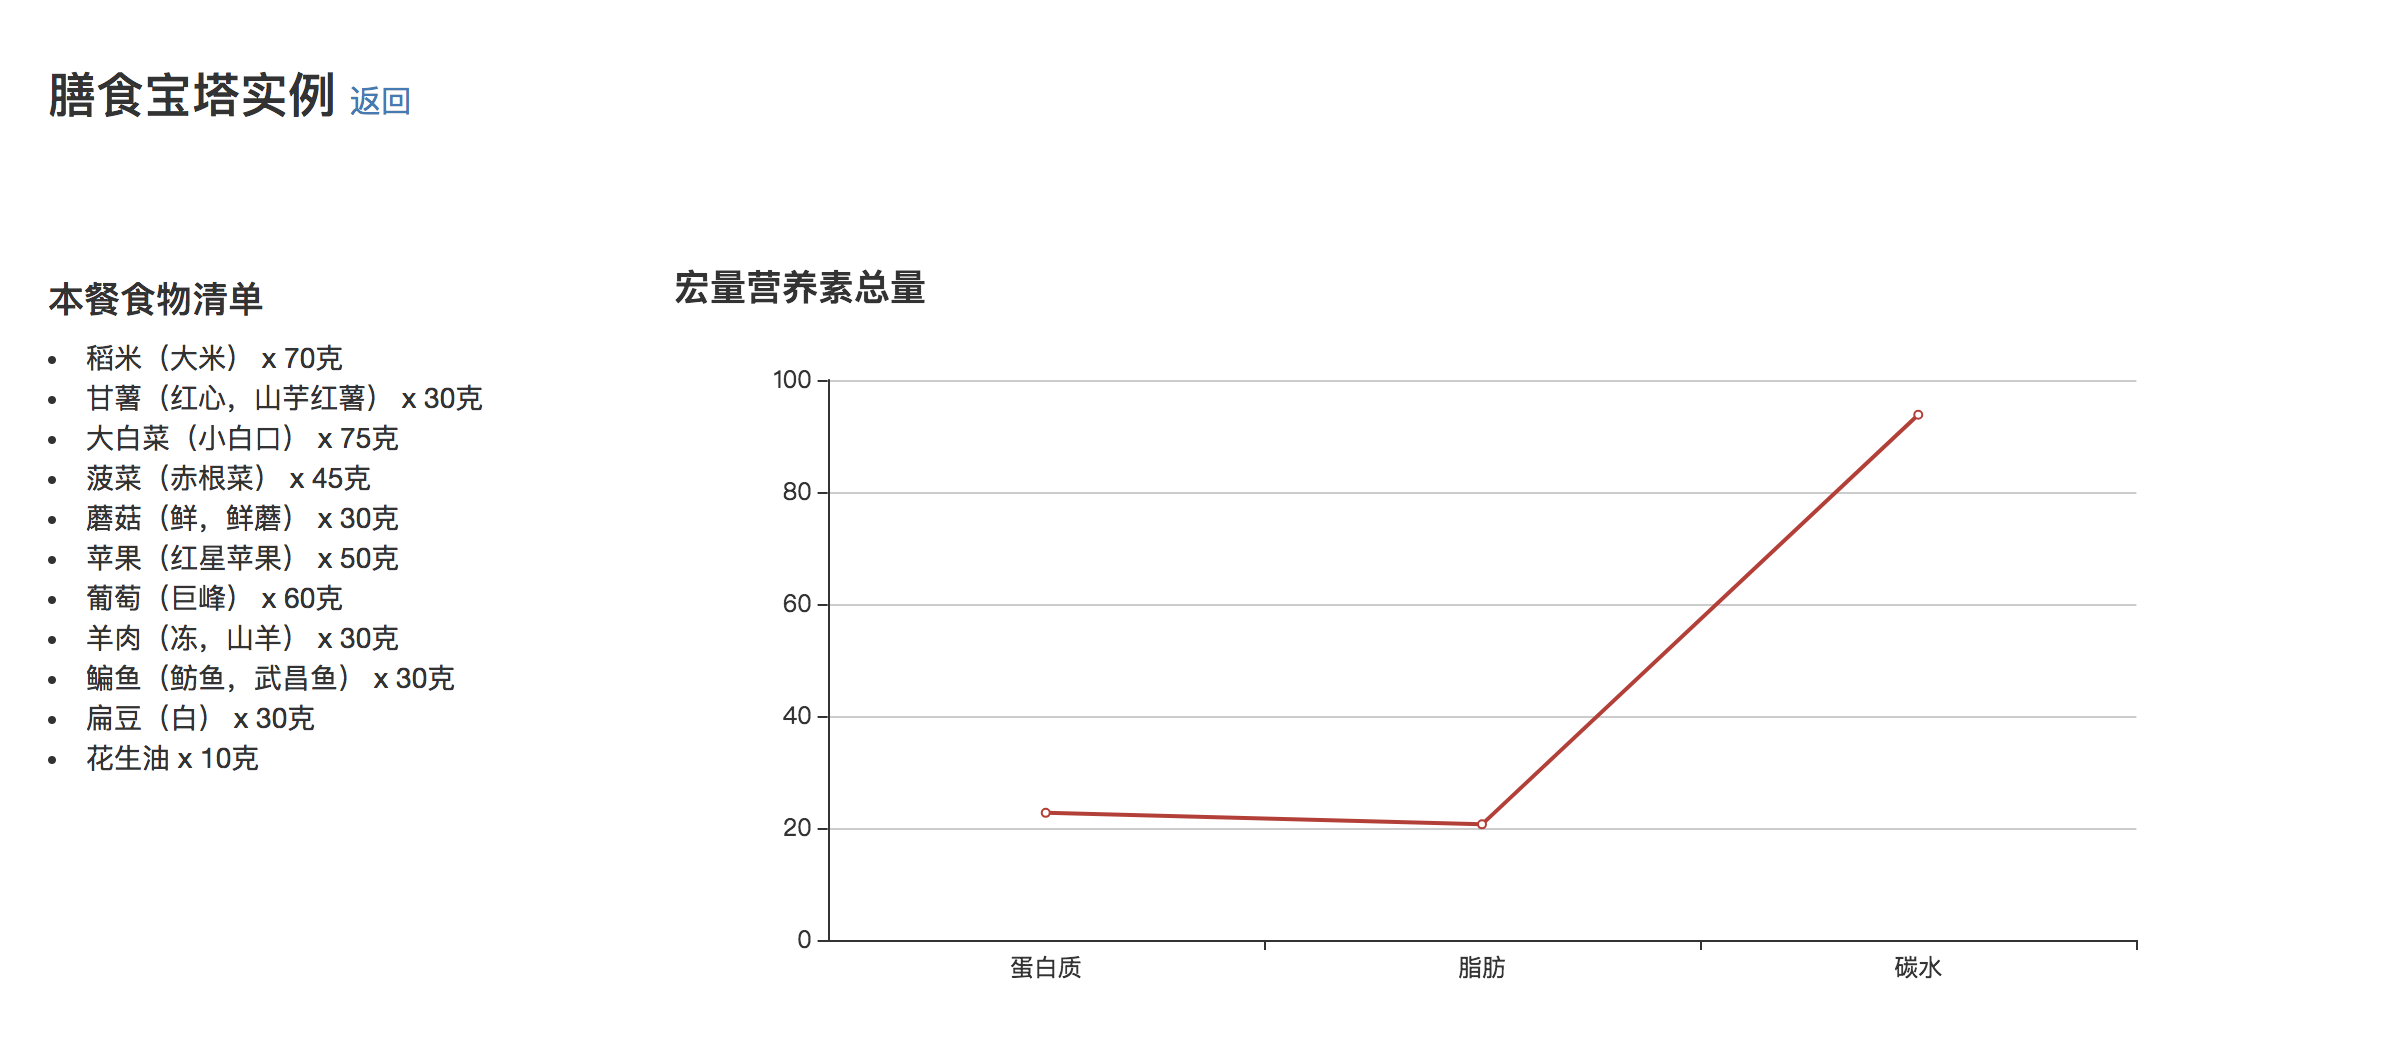 膳食宝塔实例 返回
本餐食物清单
稻米（大米） x 70克
甘薯（红心，山芋红薯） x 30克
大白菜（小白口） x 75克
菠菜（赤根菜） x 45克
蘑菇（鲜，鲜蘑） x 30克
苹果（红星苹果） x 50克
葡萄（巨峰） x 60克
羊肉（冻，山羊） x 30克
鳊鱼（鲂鱼，武昌鱼） x 30克
扁豆（白） x 30克
花生油 x 10克
宏量营养素总量
100
80
60
40
20
0
蛋白质 脂肪 碳水